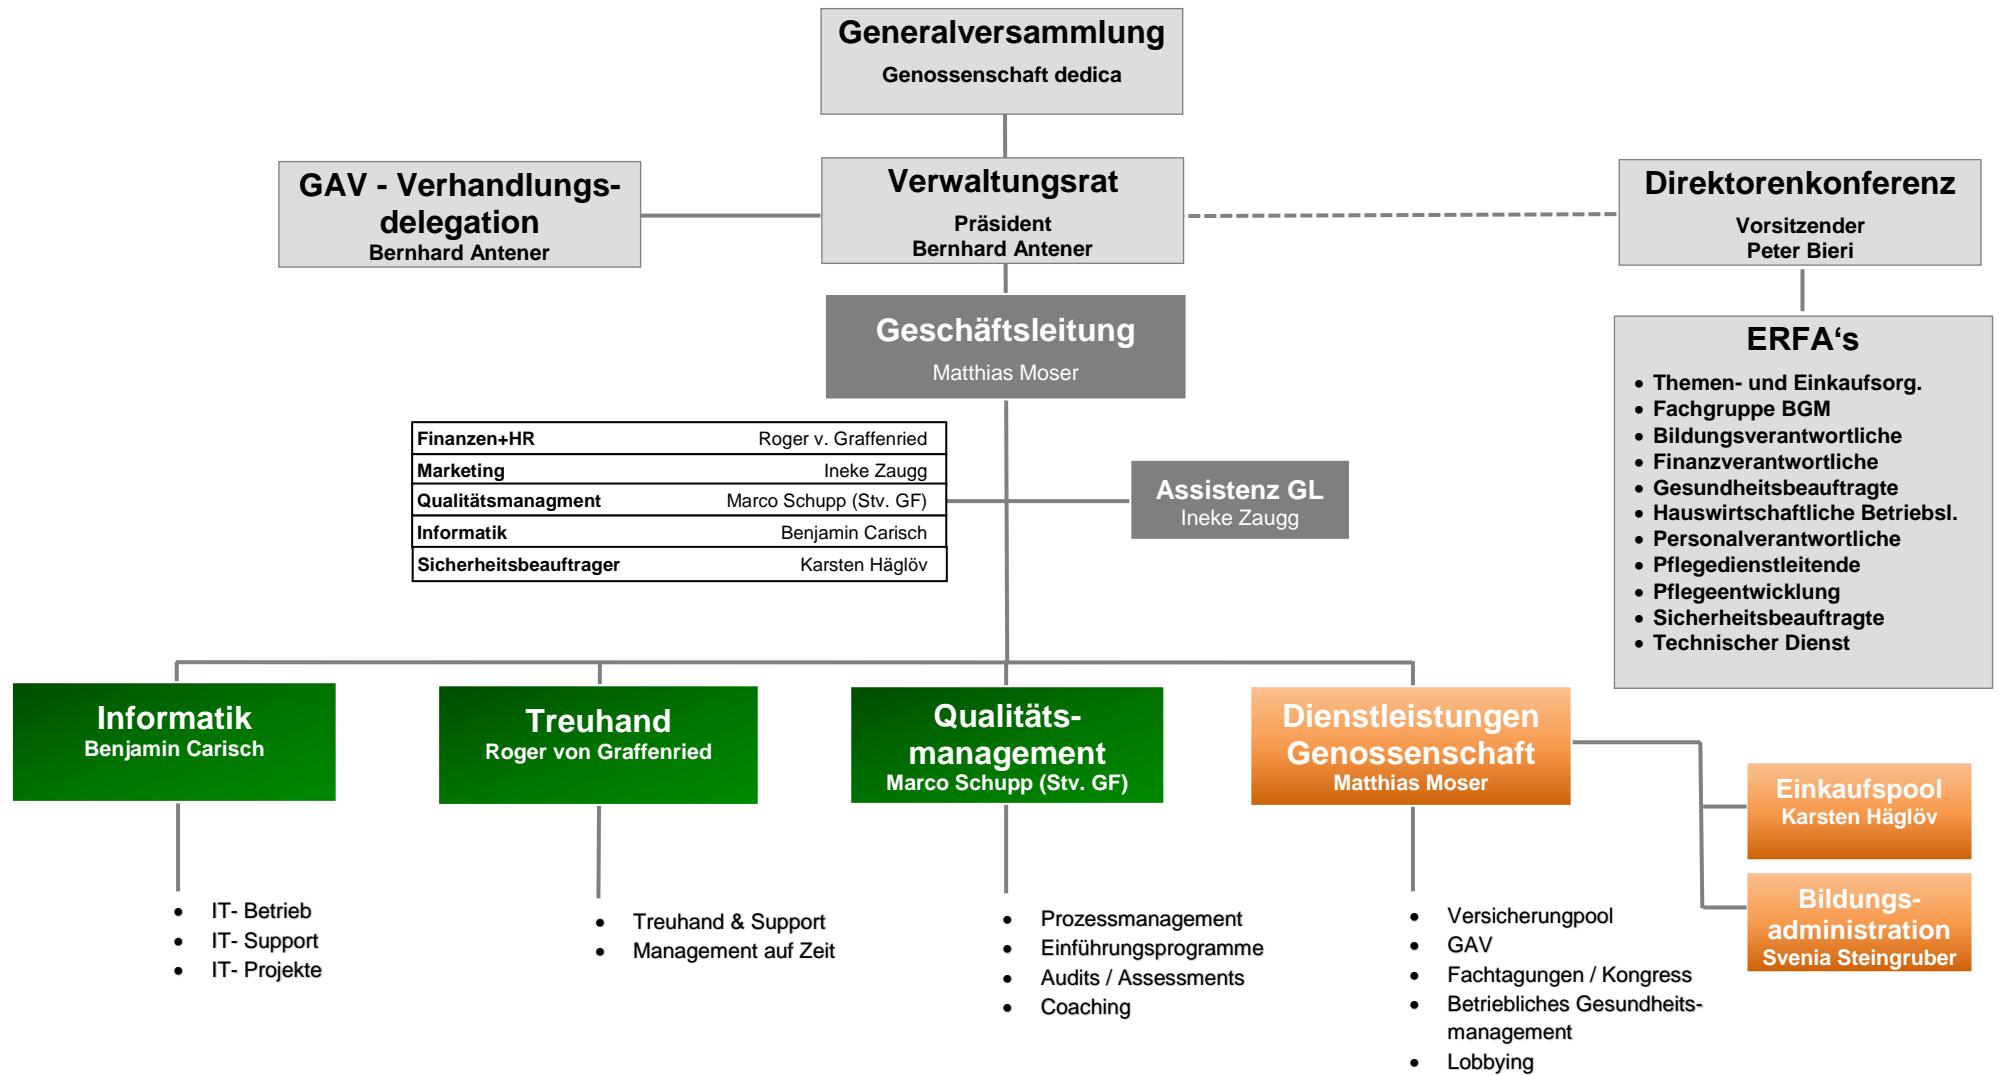 Generalversammlung
Genossenschaft dedica
GAV - Verhandlungs-
delegation
Bernhard Antener
Verwaltungsrat
Präsident
Bernhard Antener
Direktorenkonferenz
Vorsitzender
Peter Bieri
Geschäftsleitung
Matthias Moser
ERFA‘s
• Themen- und Einkaufsorg.
• Fachgruppe BGM
• Bildungsverantwortliche
• Finanzverantwortliche
• Gesundheitsbeauftragte
• Hauswirtschaftliche Betriebsl.
• Personalverantwortliche
• Pflegedienstleitende
• Pflegeentwicklung
• Sicherheitsbeauftragte
• Technischer Dienst
Finanzen+HR Roger v. Graffenried
Marketing Ineke Zaugg
Qualitätsmanagment Marco Schupp (Stv. GF)
Informatik Benjamin Carisch
Sicherheitsbeauftrager Karsten Häglöv
Assistenz GL
Ineke Zaugg
Informatik
Benjamin Carisch
Treuhand
Roger von Graffenried
Qualitäts-
management
Marco Schupp (Stv. GF)
Dienstleistungen
Genossenschaft
Matthias Moser
Einkaufspool
Karsten Häglöv
Bildungs-
administration
Svenia Steingruber
• IT- Betrieb
• IT- Support
• IT- Projekte
• Treuhand & Support
• Management auf Zeit
• Prozessmanagement
• Einführungsprogramme
• Audits / Assessments
• Coaching
• Versicherungpool
• GAV
• Fachtagungen / Kongress
• Betriebliches Gesundheits-
management
• Lobbying